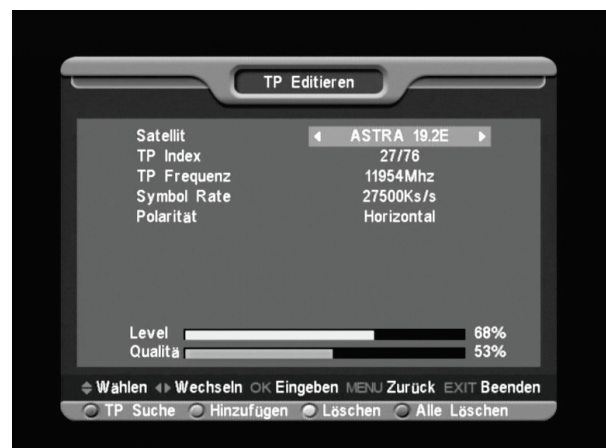 TP Editieren
Satellit ASTRA 19.2E
TP Index 27/76
TP Frequenz 11954Mhz
Symbol Rate 27500Ks/s
Polarität Horizontal
Level 68%
Qualitä 53%
Wählen Wechseln OK Eingeben MENU Zurück EXIT Beenden
TP Suche Hinzufügen Löschen Alle Löschen